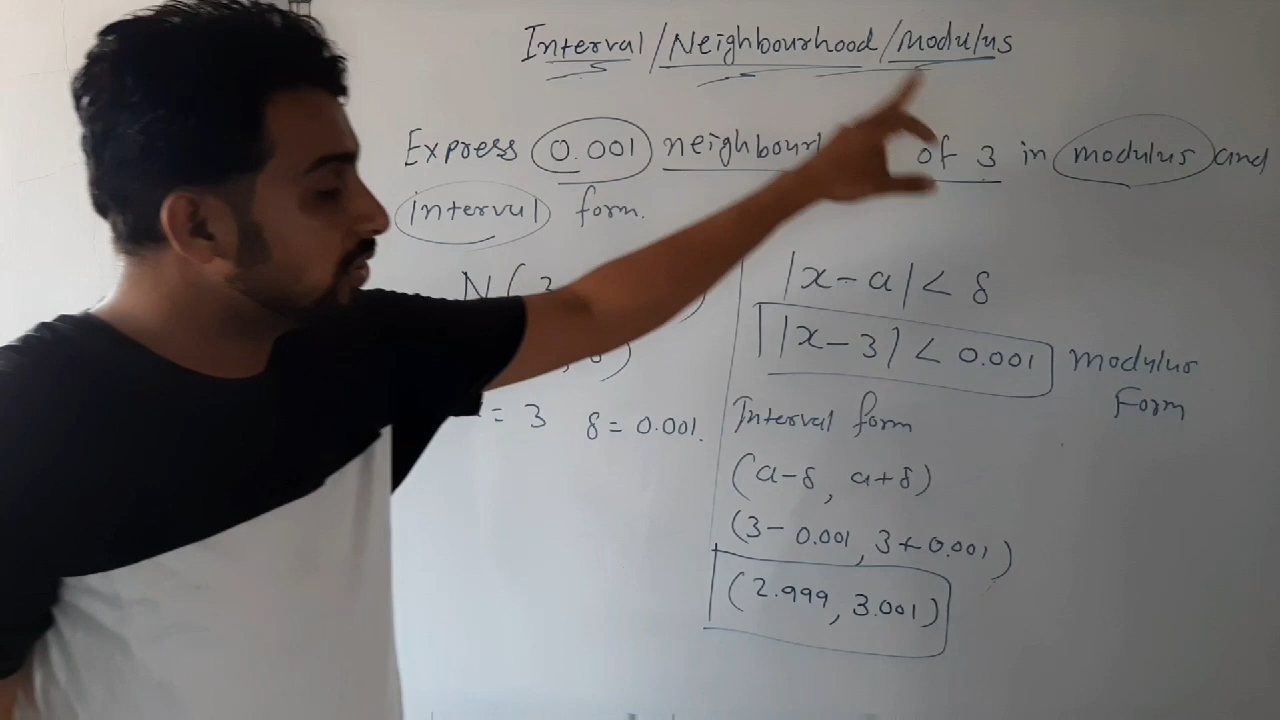 Interval / Neighbourhood / Modulus
Express 0.001 neighbour of 3 in modulus and
interval form.
N ( 3 )
|x-a| < δ
|x-3| < 0.001 Modulus
Form
= 3 δ = 0.001.
Interval form
(a-δ, a+δ)
(3-0.001, 3+0.001)
(2.999, 3.001)